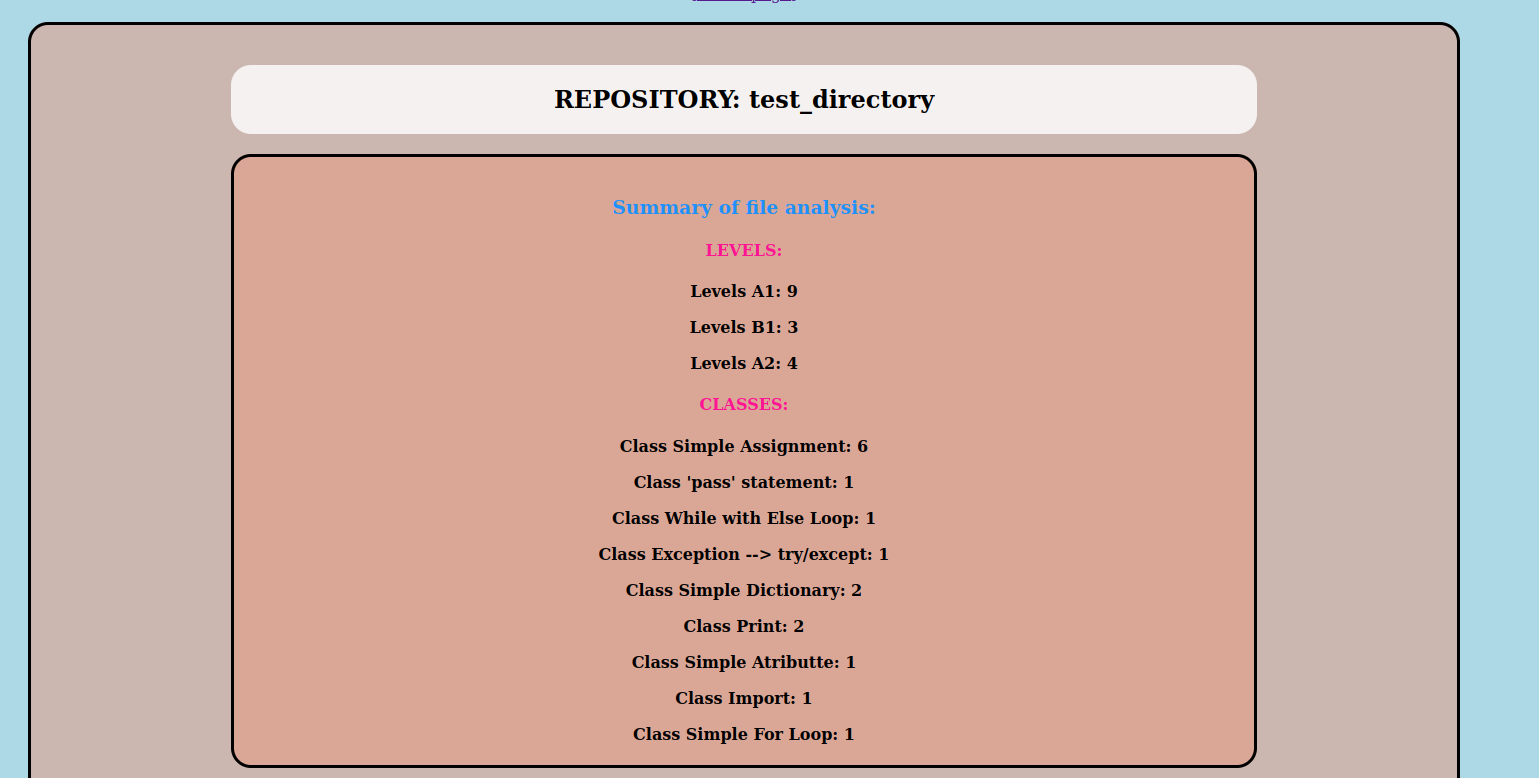 REPOSITORY: test_directory
Summary of file analysis:
LEVELS:
Levels A1: 9
Levels B1: 3
Levels A2: 4
CLASSES:
Class Simple Assignment: 6
Class 'pass' statement: 1
Class While with Else Loop: 1
Class Exception --> try/except: 1
Class Simple Dictionary: 2
Class Print: 2
Class Simple Atributte: 1
Class Import: 1
Class Simple For Loop: 1